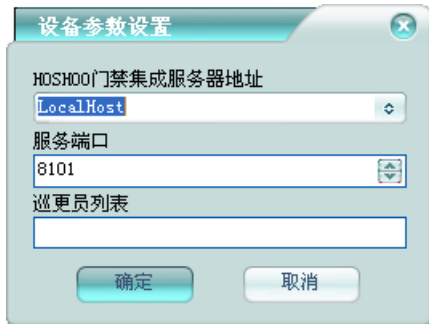 设备参数设置
HOSHOO门禁集成服务器地址
LocalHost
服务端口
8101
巡更员列表
确定
取消